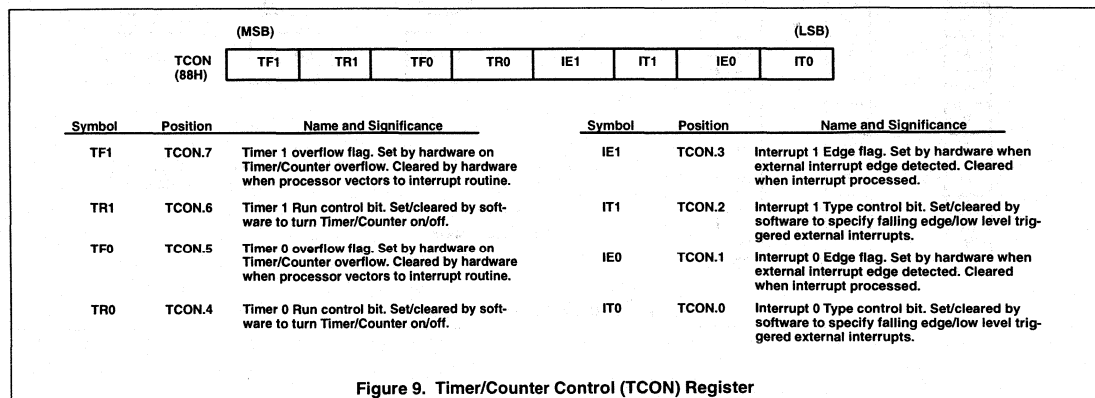 (MSB) (LSB)
TCON TF1 TR1 TF0 TR0 IE1 IT1 IE0 IT0
(88H)
Symbol Position Name and Significance
TF1 TCON.7 Timer 1 overflow flag. Set by hardware on
Timer/Counter overflow. Cleared by hardware
when processor vectors to interrupt routine.
TR1 TCON.6 Timer 1 Run control bit. Set/cleared by soft-
ware to turn Timer/Counter on/off.
TF0 TCON.5 Timer 0 overflow flag. Set by hardware on
Timer/Counter overflow. Cleared by hardware
when processor vectors to interrupt routine.
TR0 TCON.4 Timer 0 Run control bit. Set/cleared by soft-
ware to turn Timer/Counter on/off.
Symbol Position Name and Significance
IE1 TCON.3 Interrupt 1 Edge flag. Set by hardware when
external interrupt edge detected. Cleared
when interrupt processed.
IT1 TCON.2 Interrupt 1 Type control bit. Set/cleared by
software to specify falling edge/low level trig-
gered external interrupts.
IE0 TCON.1 Interrupt 0 Edge flag. Set by hardware when
external interrupt edge detected. Cleared
when interrupt processed.
IT0 TCON.0 Interrupt 0 Type control bit. Set/cleared by
software to specify falling edge/low level trig-
gered external interrupts.
Figure 9. Timer/Counter Control (TCON) Register